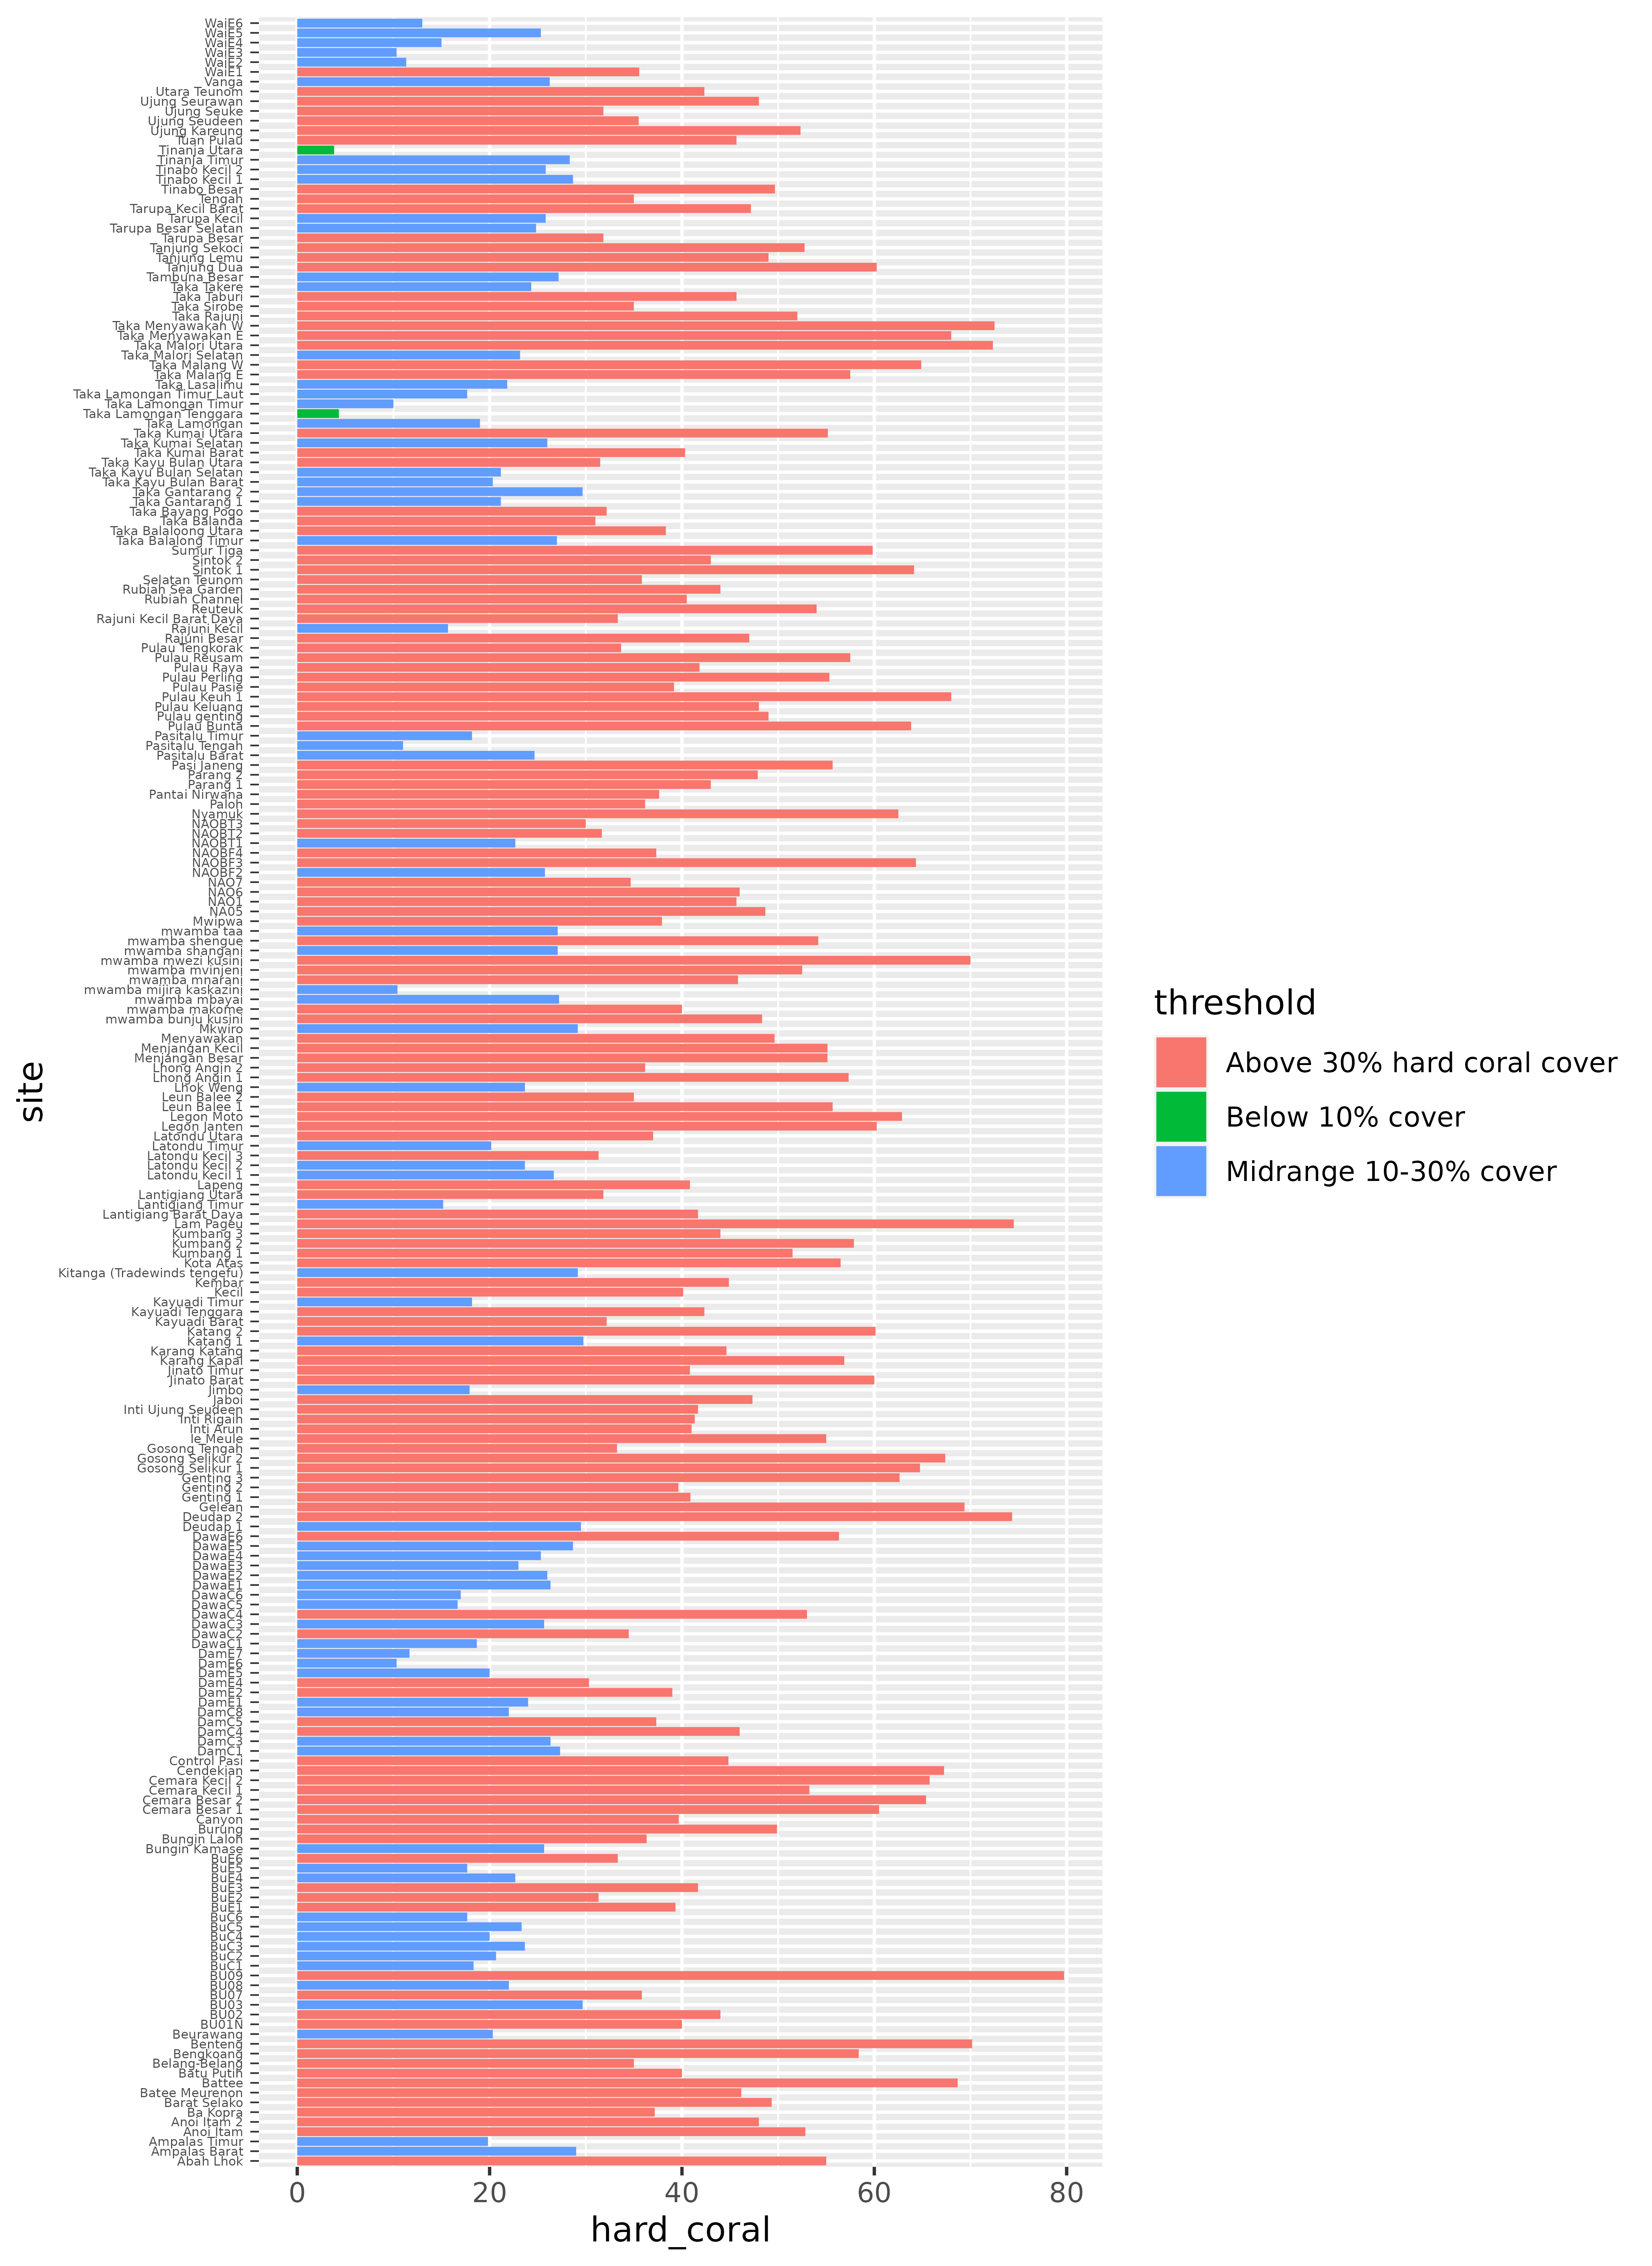 WaiE6
WaiE5
WaiE4
WaiE3
WaiE2
WaiE1
Vanga
Utara Teunom
Ujung Seurawan
Ujung Seuke
Ujung Seudeen
Ujung Kareung
Tuan Pulau
Tinanja Utara
Tinanja Timur
Tinabo Kecil 2
Tinabo Kecil 1
Tinabo Besar
Tengah
Tarupa Kecil Barat
Tarupa Kecil
Tarupa Besar Selatan
Tarupa Besar
Tanjung Sekoci
Tanjung Lemu
Tanjung Dua
Tambuna Besar
Taka Takere
Taka Taburi
Taka Sirobe
Taka Rajuni
Taka Menyawakan W
Taka Menyawakan E
Taka Malori Utara
Taka Malori Selatan
Taka Malang W
Taka Malang E
Taka Lasalimu
Taka Lamongan Timur Laut
Taka Lamongan Timur
Taka Lamongan Tenggara
Taka Lamongan
Taka Kumai Utara
Taka Kumai Selatan
Taka Kumai Barat
Taka Kayu Bulan Utara
Taka Kayu Bulan Selatan
Taka Kayu Bulan Barat
Taka Gantarang 2
Taka Gantarang 1
Taka Bayang Pogo
Taka Balanda
Taka Balaloong Utara
Taka Balalong Timur
Sumur Tiga
Sintok 2
Sintok 1
Selatan Teunom
Rubiah Sea Garden
Rubiah Channel
Reuteuk
Rajuni Kecil Barat Daya
Rajuni Kecil
Rajuni Besar
Pulau Tengkorak
Pulau Reusam
Pulau Raya
Pulau Perling
Pulau Pasie
Pulau Keuh 1
Pulau Keluang
Pulau genting
Pulau Bunta
Pasitalu Timur
Pasitalu Tengah
Pasitalu Barat
Pasi Janeng
Parang 2
Parang 1
Pantai Nirwana
Paloh
Nyamuk
NAOBT3
NAOBT2
NAOBT1
NAOBF4
NAOBF3
NAOBF2
NAO7
NAO6
NAO1
NA05
Mwipwa
mwamba taa
mwamba shengue
mwamba shangani
mwamba mwezi kusini
mwamba mvinjeni
mwamba mnarani
mwamba mijira kaskazini
mwamba mbayai
mwamba makome
mwamba bunju kusini
Mkwiro
Menyawakan
Menjangan Kecil
Menjangan Besar
Lhong Angin 2
Lhong Angin 1
Lhok Weng
Leun Balee 2
Leun Balee 1
Legon Moto
Legon Janten
Latondu Utara
Latondu Timur
Latondu Kecil 3
Latondu Kecil 2
Latondu Kecil 1
Lapeng
Lantigiang Utara
Lantigiang Timur
Lantigiang Barat Daya
Lam Pageu
Kumbang 3
Kumbang 2
Kumbang 1
Kota Atas
Kitanga (Tradewinds tengefu)
Kembar
Kecil
Kayuadi Timur
Kayuadi Tenggara
Kayuadi Barat
Katang 2
Katang 1
Karang Katang
Karang Kapal
Jinato Timur
Jinato Barat
Jimbo
Jaboi
Inti Ujung Seudeen
Inti Rigaih
Inti Arun
Ie Meule
Gosong Tengah
Gosong Selikur 2
Gosong Selikur 1
Genting 3
Genting 2
Genting 1
Gelean
Deudap 2
Deudap 1
DawaE6
DawaE5
DawaE4
DawaE3
DawaE2
DawaE1
DawaC6
DawaC5
DawaC4
DawaC3
DawaC2
DawaC1
DamE7
DamE6
DamE5
DamE4
DamE2
DamE1
DamC8
DamC5
DamC4
DamC3
DamC1
Control Pasi
Cendekian
Cemara Kecil 2
Cemara Kecil 1
Cemara Besar 2
Cemara Besar 1
Canyon
Burung
Bungin Laloh
Bungin Kamase
BuE6
BuE5
BuE4
BuE3
BuE2
BuE1
BuC6
BuC5
BuC4
BuC3
BuC2
BuC1
BU09
BU08
BU07
BU03
BU02
BU01N
Beurawang
Benteng
Bengkoang
Belang-Belang
Batu Putih
Battee
Batee Meurenon
Barat Selako
Ba Kopra
Anoi Itam 2
Anoi Itam
Ampalas Timur
Ampalas Barat
Abah Lhok
site
0 20 40 60 80
hard_coral
threshold
Above 30% hard coral cover
Below 10% cover
Midrange 10-30% cover